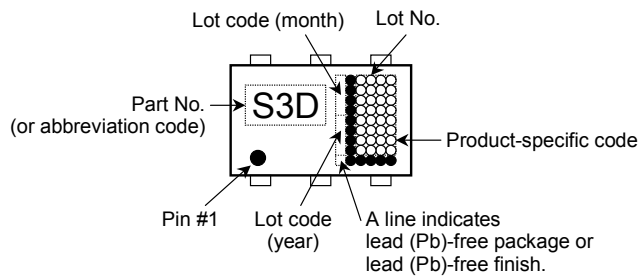 Lot code (month)
Lot No.
Part No.
(or abbreviation code)
S3D
Product-specific code
Pin #1
Lot code
(year)
A line indicates
lead (Pb)-free package or
lead (Pb)-free finish.